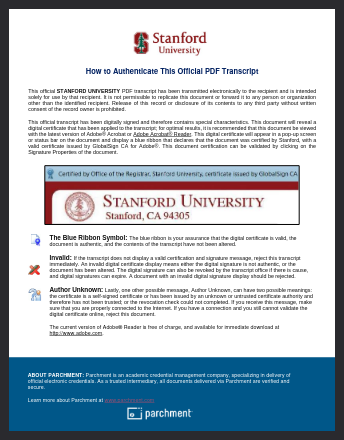 Stanford
University
How to Authenticate This Official PDF Transcript
This official STANFORD UNIVERSITY PDF transcript has been transmitted electronically to the recipient and is intended
solely for use by that recipient. It is not permissible to replicate this document or forward it to any person or organization
other than the identified recipient. Release of this record or disclosure of its contents to any third party without written
consent of the record owner is prohibited.
This official transcript has been digitally signed and therefore contains special characteristics. This document will reveal a
digital certificate that has been applied to the transcript; for optimal results, it is recommended that this document be viewed
with the latest version of Adobe® Acrobat or Adobe Acrobat® Reader. This digital certificate will appear in a pop-up screen
or status bar on the document and display a blue ribbon that declares that the document was certified by Stanford, with a
valid certificate issued by GlobalSign CA for Adobe®. This document certification can be validated by clicking on the
Signature Properties of the document.
Certified by Office of the Registrar, Stanford University, certificate issued by GlobalSign CA
STANFORD UNIVERSITY
Stanford, CA 94305
The Blue Ribbon Symbol: The blue ribbon is your assurance that the digital certificate is valid, the
document is authentic, and the contents of the transcript have not been altered.
Invalid: If the transcript does not display a valid certification and signature message, reject this transcript
immediately. An invalid digital certificate display means either the digital signature is not authentic, or the
document has been altered. The digital signature can also be revoked by the transcript office if there is cause,
and digital signatures can expire. A document with an invalid digital signature display should be rejected.
Author Unknown: Lastly, one other possible message, Author Unknown, can have two possible meanings:
the certificate is a self-signed certificate or has been issued by an unknown or untrusted certificate authority and
therefore has not been trusted, or the revocation check could not completed. If you receive this message, make
sure that you are properly connected to the Internet. If you have a connection and you still cannot validate the
digital certificate online, reject this document.
The current version of Adobe® Reader is free of charge, and available for immediate download at
http://www.adobe.com.
ABOUT PARCHMENT: Parchment is an academic credential management company, specializing in delivery of
official electronic credentials. As a trusted intermediary, all documents delivered via Parchment are verified and
secure.
Learn more about Parchment at www.parchment.com
parchment